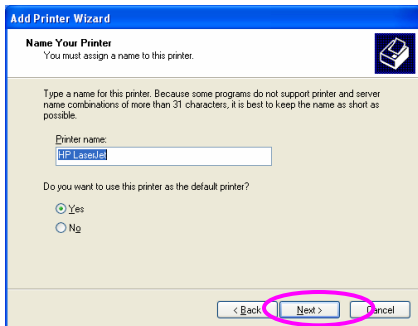 Add Printer Wizard
Name Your Printer
You must assign a name to this printer.
Type a name for this printer. Because some programs do not support printer and server
name combinations of more than 31 characters, it is best to keep the name as short as
possible.
Printer name:
HP LaserJet
Do you want to use this printer as the default printer?
Yes
No
< Back Next > Cancel